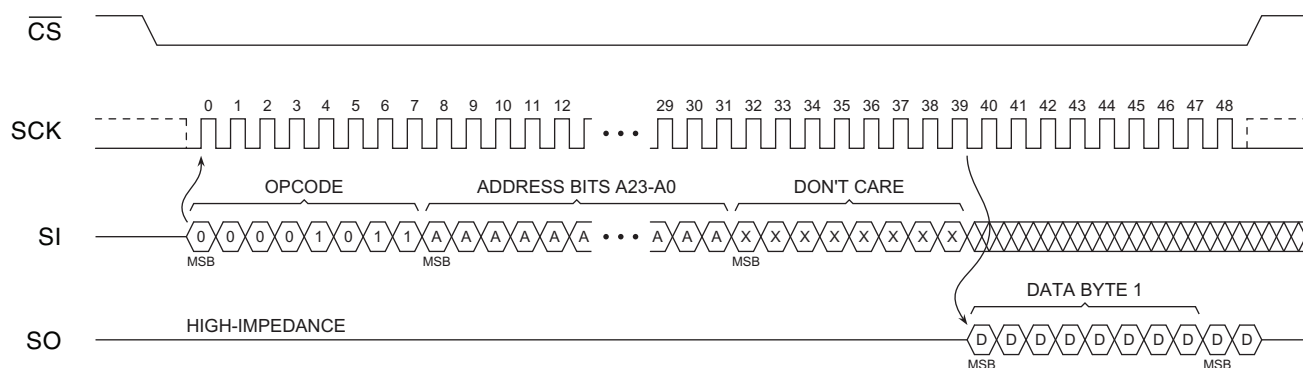 CS
0 1 2 3 4 5 6 7 8 9 10 11 12 29 30 31 32 33 34 35 36 37 38 39 40 41 42 43 44 45 46 47 48
SCK
OPCODE ADDRESS BITS A23-A0 DON'T CARE
SI 0 0 0 0 1 0 1 1 A A A A A A A A A X X X X X X X X
MSB MSB MSB
DATA BYTE 1
HIGH-IMPEDANCE
SO D D D D D D D D D D
MSB MSB